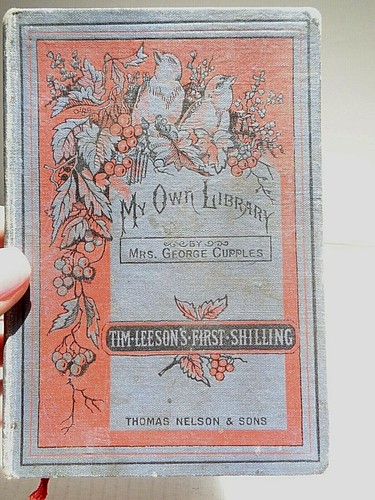 My Own Library
BY
Mrs. George Cupples
TIM·LEESON'S·FIRST·SHILLING
THOMAS NELSON & SONS